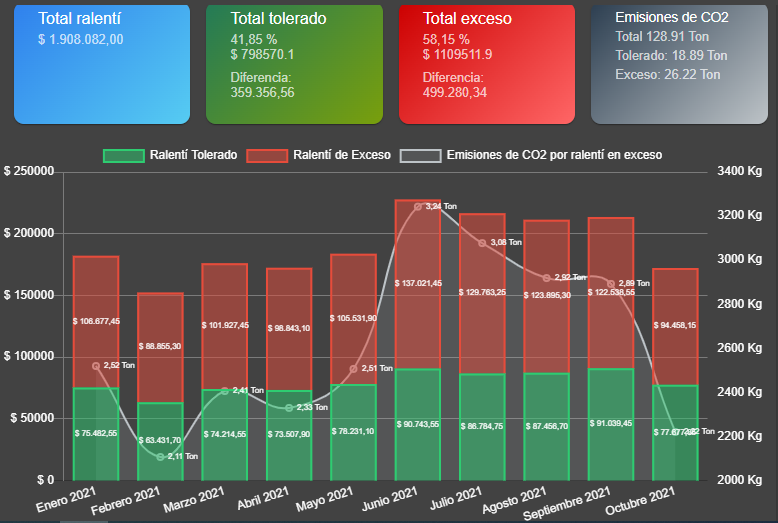 Total ralentí
$ 1.908.082,00
Total tolerado
41,85 %
$ 798570.1
Diferencia:
359.356,56
Total exceso
58,15 %
$ 1109511.9
Diferencia:
499.280,34
Emisiones de CO2
Total 128.91 Ton
Tolerado: 18.89 Ton
Exceso: 26.22 Ton
Ralentí Tolerado
Ralentí de Exceso
Emisiones de CO2 por ralentí en exceso
$ 250000
$ 200000
$ 150000
$ 100000
$ 50000
$ 0
3400 Kg
3200 Kg
3000 Kg
2800 Kg
2600 Kg
2400 Kg
2200 Kg
2000 Kg
$ 106.677,45
$ 88.855,30
$ 101.927,45
$ 98.843,10
$ 105.531,90
$ 137.021,45
$ 129.763,25
$ 123.895,30
$ 122.538,55
$ 94.458,15
2,52 Ton
2,11 Ton
2,41 Ton
2,33 Ton
2,51 Ton
3,24 Ton
3,08 Ton
2,92 Ton
2,89 Ton
Ton
$ 75.482,55
$ 63.431,70
$ 74.214,55
$ 73.507,90
$ 78.231,10
$ 90.743,55
$ 86.784,75
$ 87.456,70
$ 91.039,45
Enero 2021
Febrero 2021
Marzo 2021
Abril 2021
Mayo 2021
Junio 2021
Julio 2021
Agosto 2021
Septiembre 2021
Octubre 2021